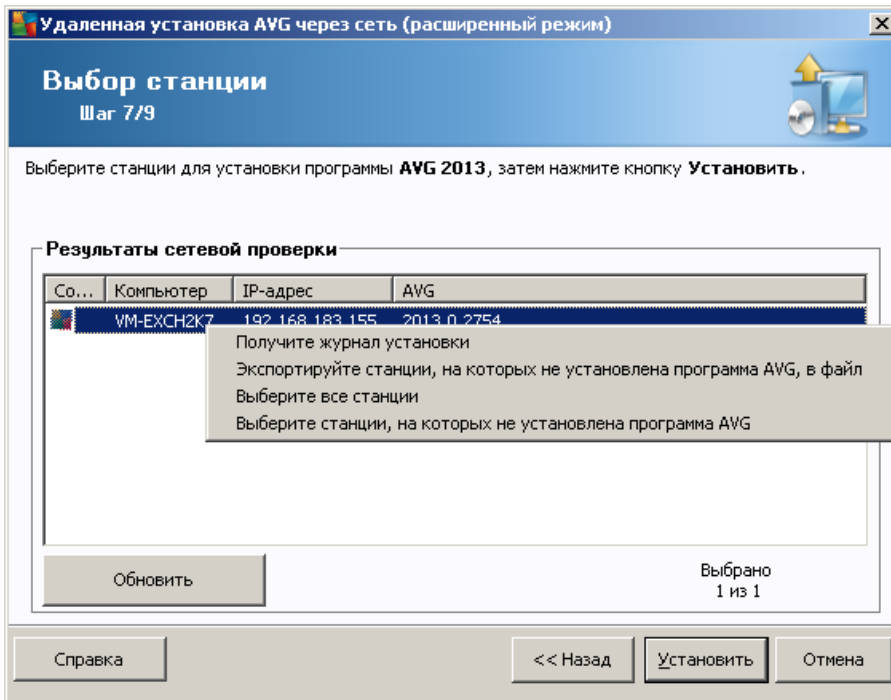 Удаленная установка AVG через сеть (расширенный режим)
Выбор станции
Шаг 7/9
Выберите станции для установки программы AVG 2013, затем нажмите кнопку Установить.
Результаты сетевой проверки
Со... Компьютер IP-адрес AVG
VM-EXCH2K7 192.168.183.155 2013.0.2754
Получите журнал установки
Экспортируйте станции, на которых не установлена программа AVG, в файл
Выберите все станции
Выберите станции, на которых не установлена программа AVG
Обновить
Выбрано
1 из 1
Справка << Назад Установить Отмена